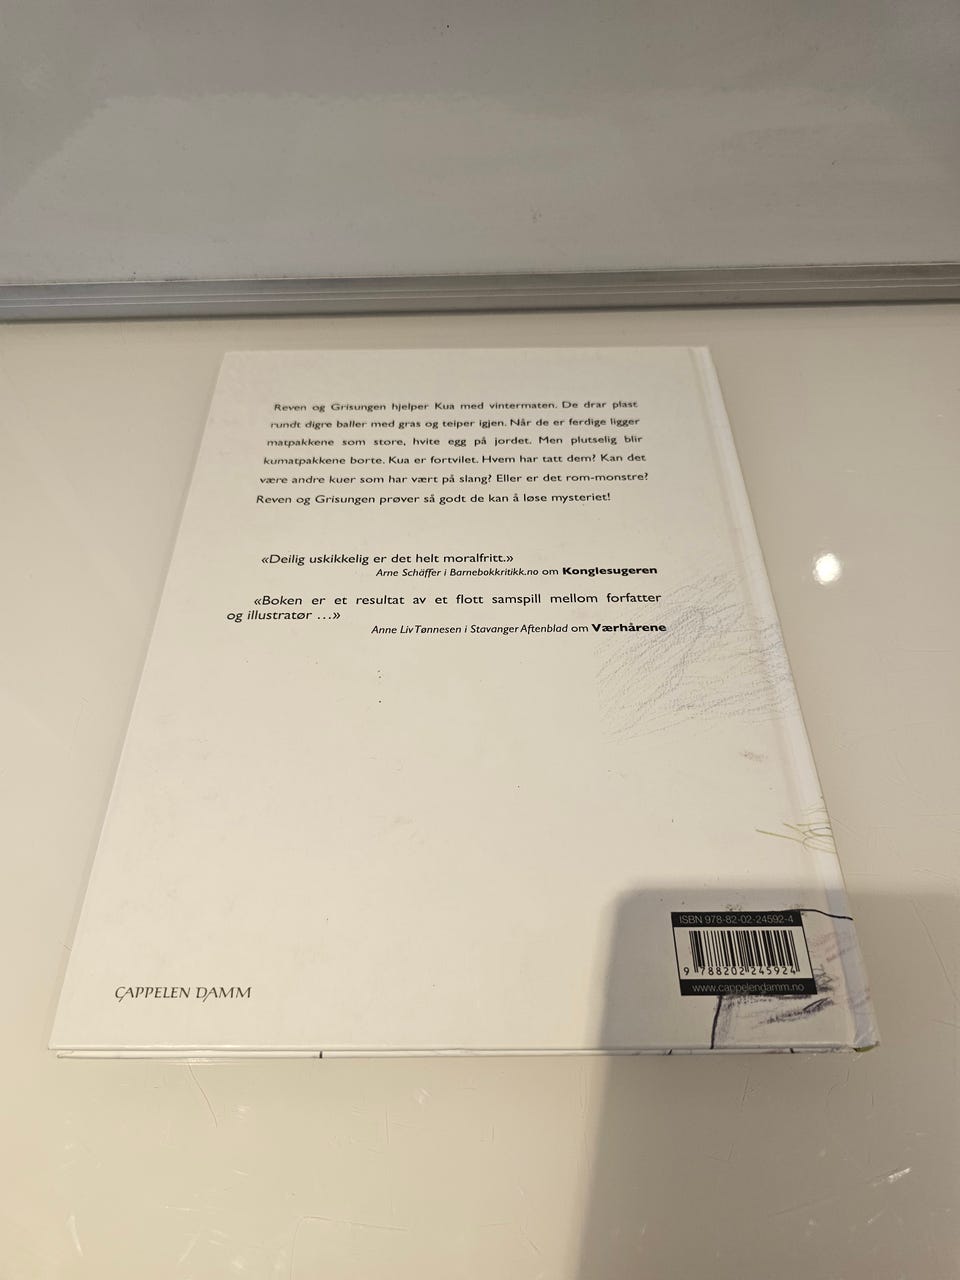 Reven og Grisungen hjelper Kua med vintermaten. De drar plast
rundt digre baller med gras og teiper igjen. Når de er ferdige ligger
matpakkene som store, hvite egg på jordet. Men plutselig blir
kumatpakkene borte. Kua er fortvilet. Hvem har tatt dem? Kan det
være andre kuer som har vært på slang? Eller er det rom-monstre?
Reven og Grisungen prøver så godt de kan å løse mysteriet!
«Deilig uskikkelig er det helt moralfritt.»
Arne Schäffer i Barnebokkritikk.no om Konglesugeren
«Boken er et resultat av et flott samspill mellom forfatter
og illustratør ...»
Anne Liv Tønnesen i Stavanger Aftenblad om Værhårene
ISBN 978-82-02-24592-4
9 788202 245924
www.cappelendamm.no
CAPPELEN DAMM